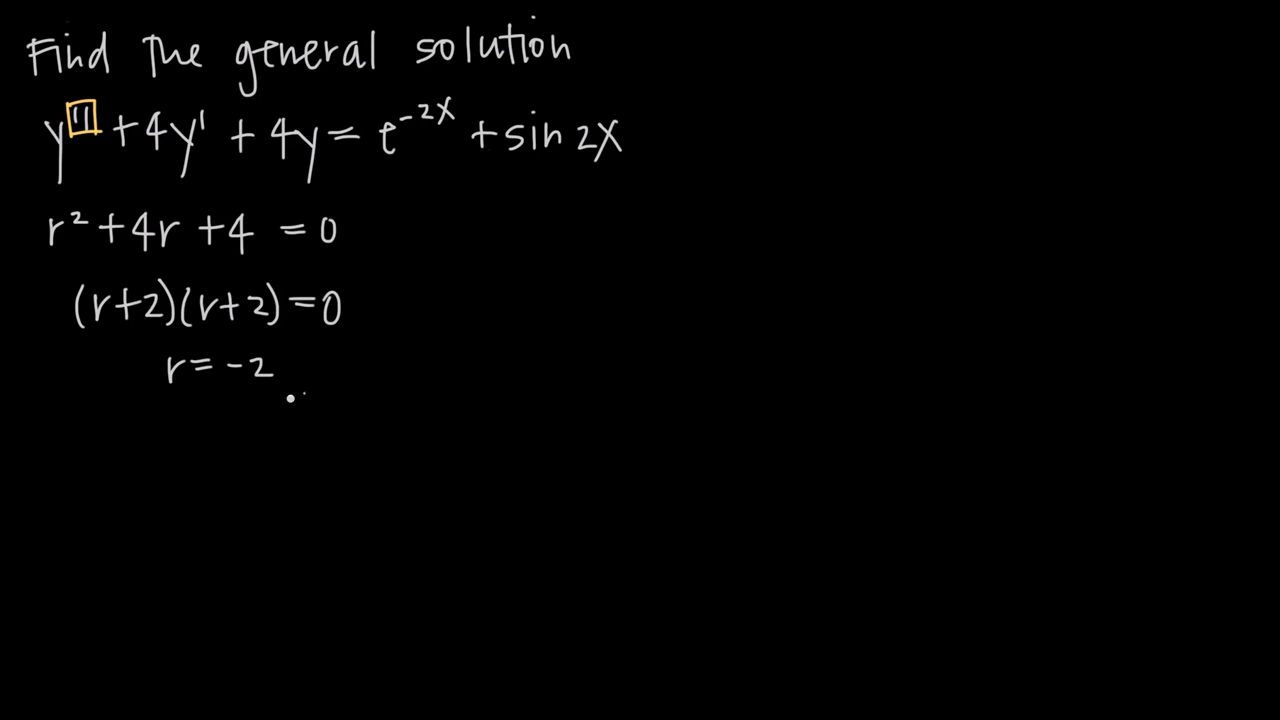 Find the general solution
y'' + 4y' + 4y = e^{-2x} + sin 2x
r² + 4r + 4 = 0
(r+2)(r+2) = 0
r = -2